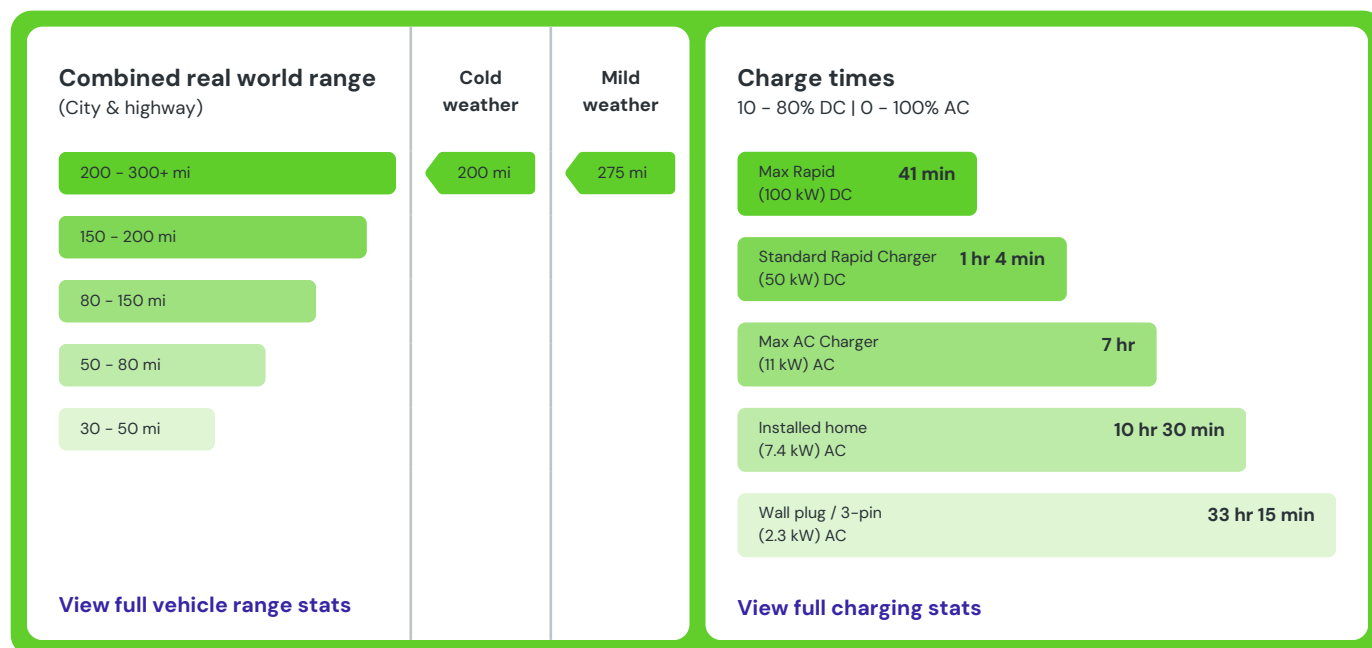 Combined real world range
(City & highway)
Cold
weather
Mild
weather
200 - 300+ mi
200 mi
275 mi
150 - 200 mi
80 - 150 mi
50 - 80 mi
30 - 50 mi
View full vehicle range stats
Charge times
10 - 80% DC | 0 - 100% AC
Max Rapid
(100 kW) DC
41 min
Standard Rapid Charger
(50 kW) DC
1 hr 4 min
Max AC Charger
(11 kW) AC
7 hr
Installed home
(7.4 kW) AC
10 hr 30 min
Wall plug / 3-pin
(2.3 kW) AC
33 hr 15 min
View full charging stats